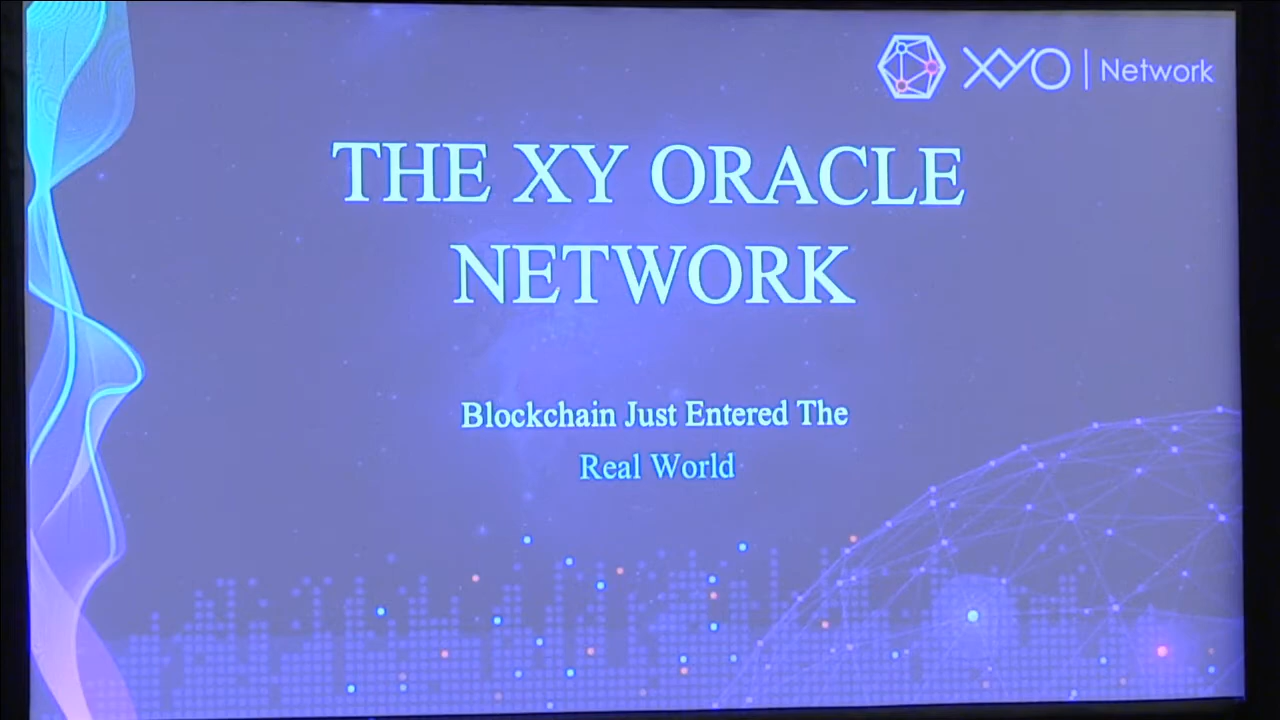 XYO | Network
THE XY ORACLE
NETWORK
Blockchain Just Entered The
Real World